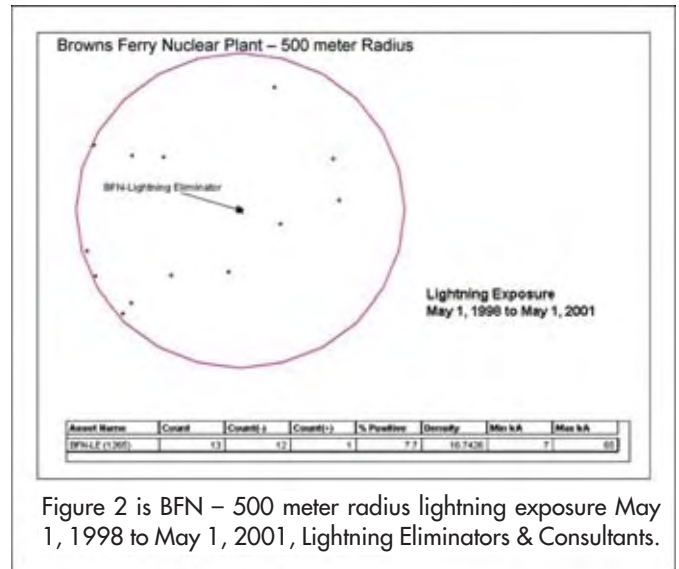 Browns Ferry Nuclear Plant – 500 meter Radius
BFN-Lightning Eliminator
Lightning Exposure
May 1, 1998 to May 1, 2001
Asset Name Count Count(-) Count(+) % Positive Density Min kA Max kA
BFN-LE (1365) 13 12 1 7.7 16.7426 7
Figure 2 is BFN – 500 meter radius lightning exposure May
1, 1998 to May 1, 2001, Lightning Eliminators & Consultants.